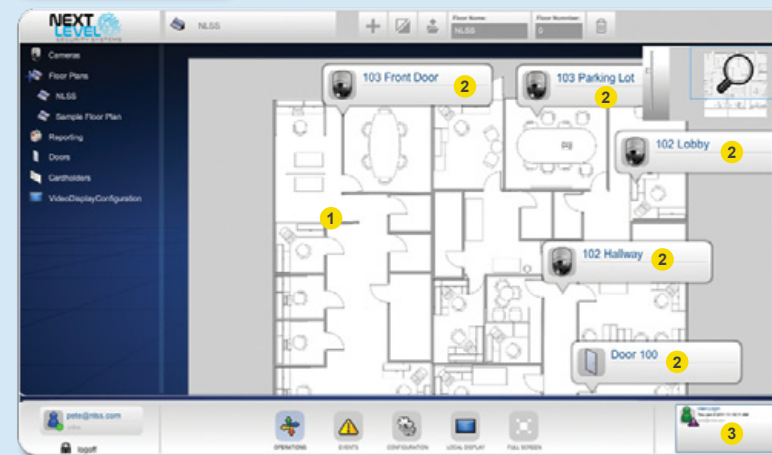 NEXT
LEVEL
SECURITY SYSTEMS
NLSS
Floor Name:
NLSS
Floor Number:
0
Cameras
Floor Plans
NLSS
Sample Floor Plan
Reporting
Doors
Cardholders
VideoDisplayConfiguration
103 Front Door 2
103 Parking Lot
2
102 Lobby 2
1
102 Hallway 2
Door 100 2
pete@nlss.com
logoff
OPERATIONS
EVENTS
CONFIGURATION
LOCAL DISPLAY
FULL SCREEN
3